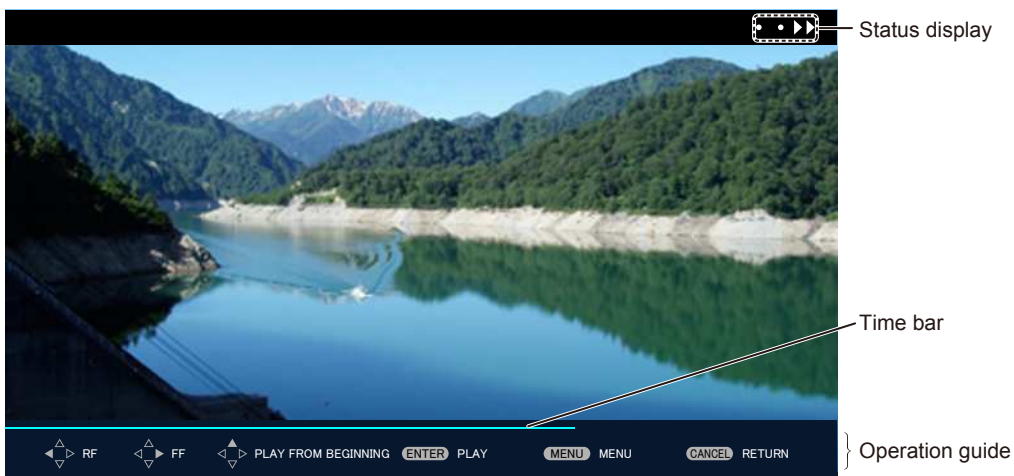 Status display
Time bar
RF FF PLAY FROM BEGINNING ENTER PLAY MENU MENU CANCEL RETURN
Operation guide